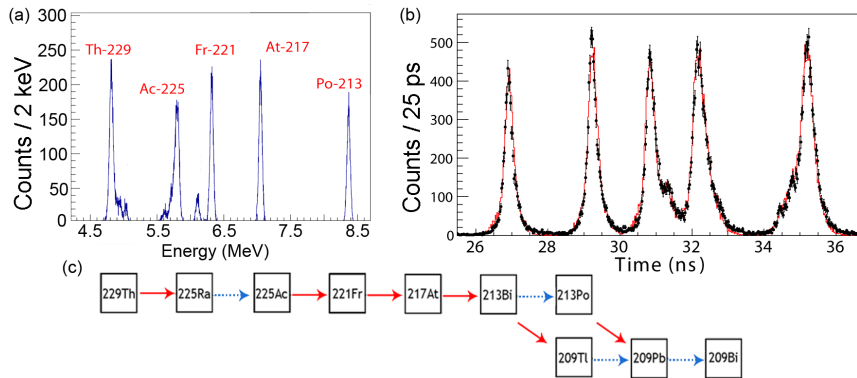 (a)
Counts / 2 keV
300
250
200
150
100
50
0
Th-229
Ac-225
Fr-221
At-217
Po-213
4.5 5.5 6.5 7.5 8.5
Energy (MeV)
(b)
Counts / 25 ps
500
400
300
200
100
0
26 28 30 32 34 36
Time (ns)
(c)
229Th 225Ra 225Ac 221Fr 217At 213Bi 213Po
209Tl 209Pb 209Bi